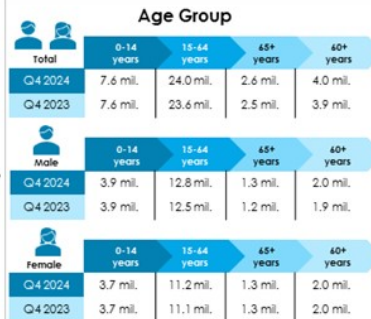 Age Group
Total 0-14 years 15-64 years 65+ years 60+ years
Q4 2024 7.6 mil. 24.0 mil. 2.6 mil. 4.0 mil.
Q4 2023 7.6 mil. 23.6 mil. 2.5 mil. 3.9 mil.
Male 0-14 years 15-64 years 65+ years 60+ years
Q4 2024 3.9 mil. 12.8 mil. 1.3 mil. 2.0 mil.
Q4 2023 3.9 mil. 12.5 mil. 1.2 mil. 1.9 mil.
Female 0-14 years 15-64 years 65+ years 60+ years
Q4 2024 3.7 mil. 11.2 mil. 1.3 mil. 2.0 mil.
Q4 2023 3.7 mil. 11.1 mil. 1.3 mil. 2.0 mil.